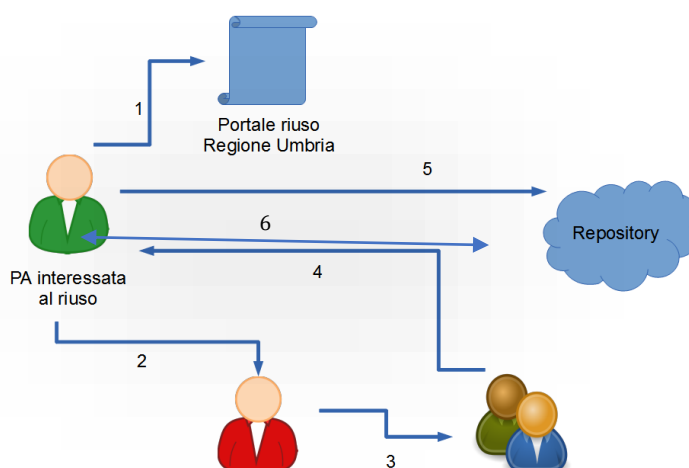 1
Portale riuso
Regione Umbria
5
6
Repository
PA interessata
al riuso
4
2
3